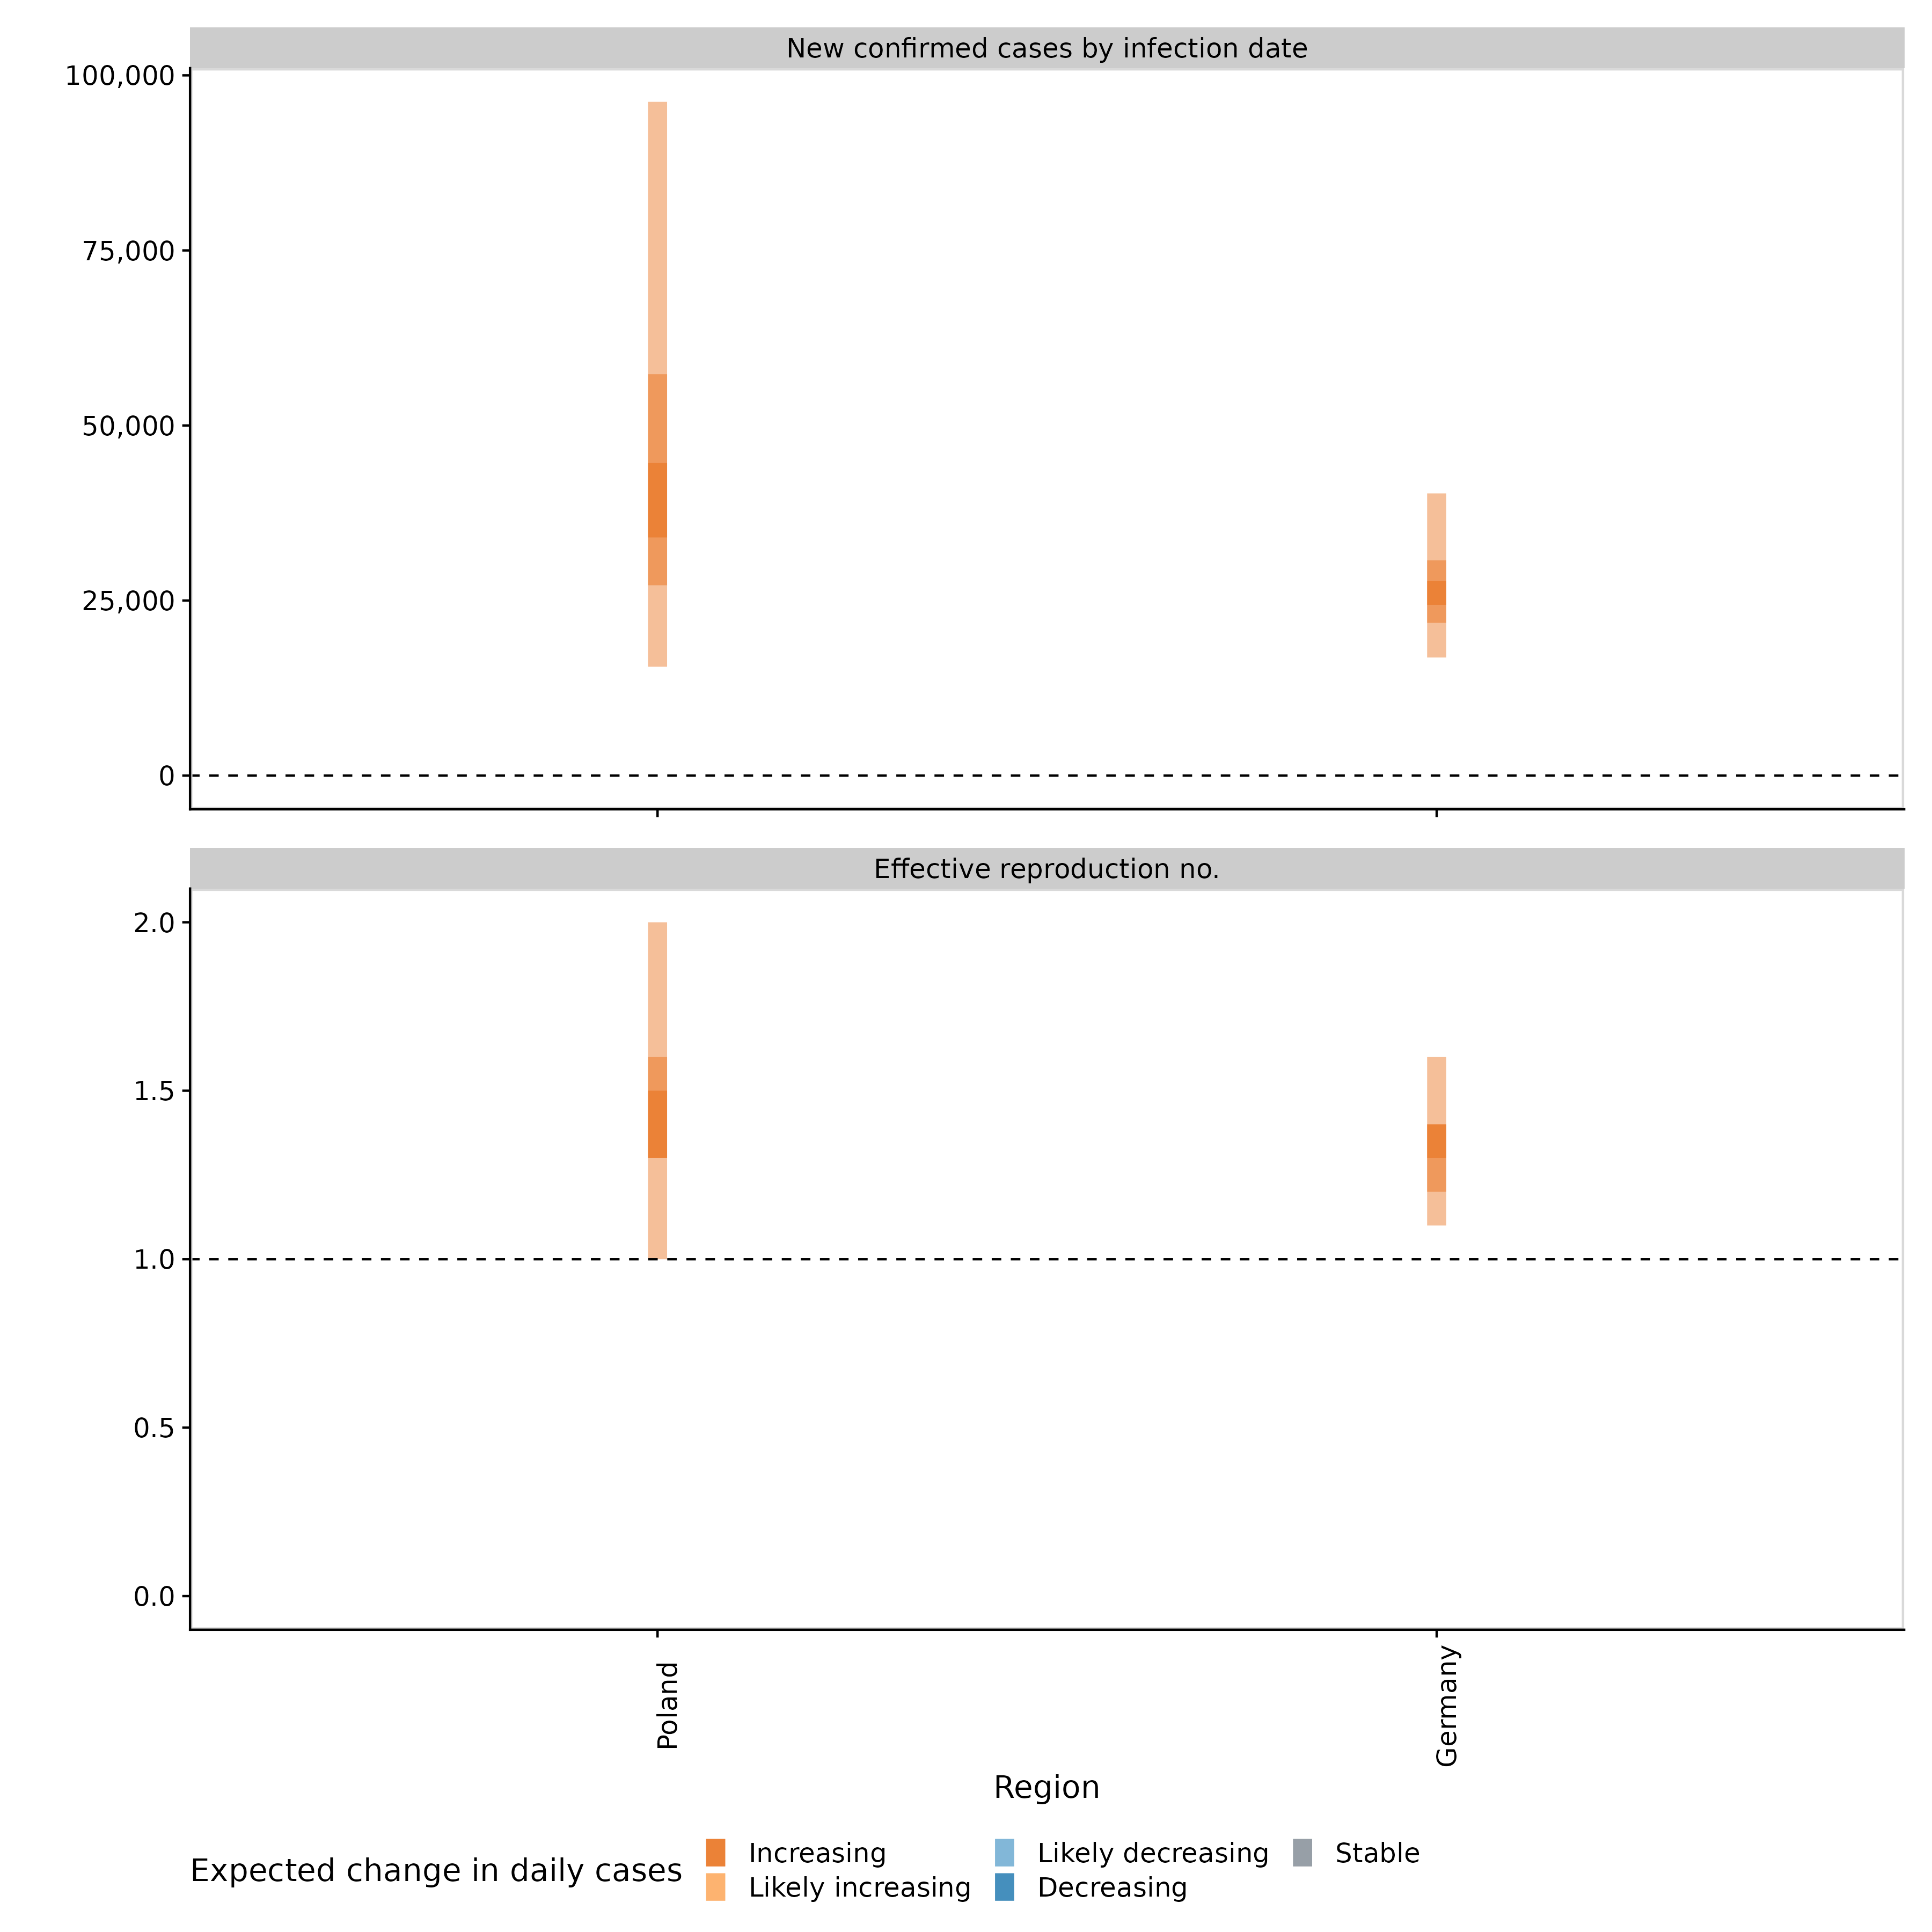 New confirmed cases by infection date
100,000
75,000
50,000
25,000
0
Effective reproduction no.
2.0
1.5
1.0
0.5
0.0
Poland
Germany
Region
Expected change in daily cases
Increasing
Likely increasing
Likely decreasing
Decreasing
Stable